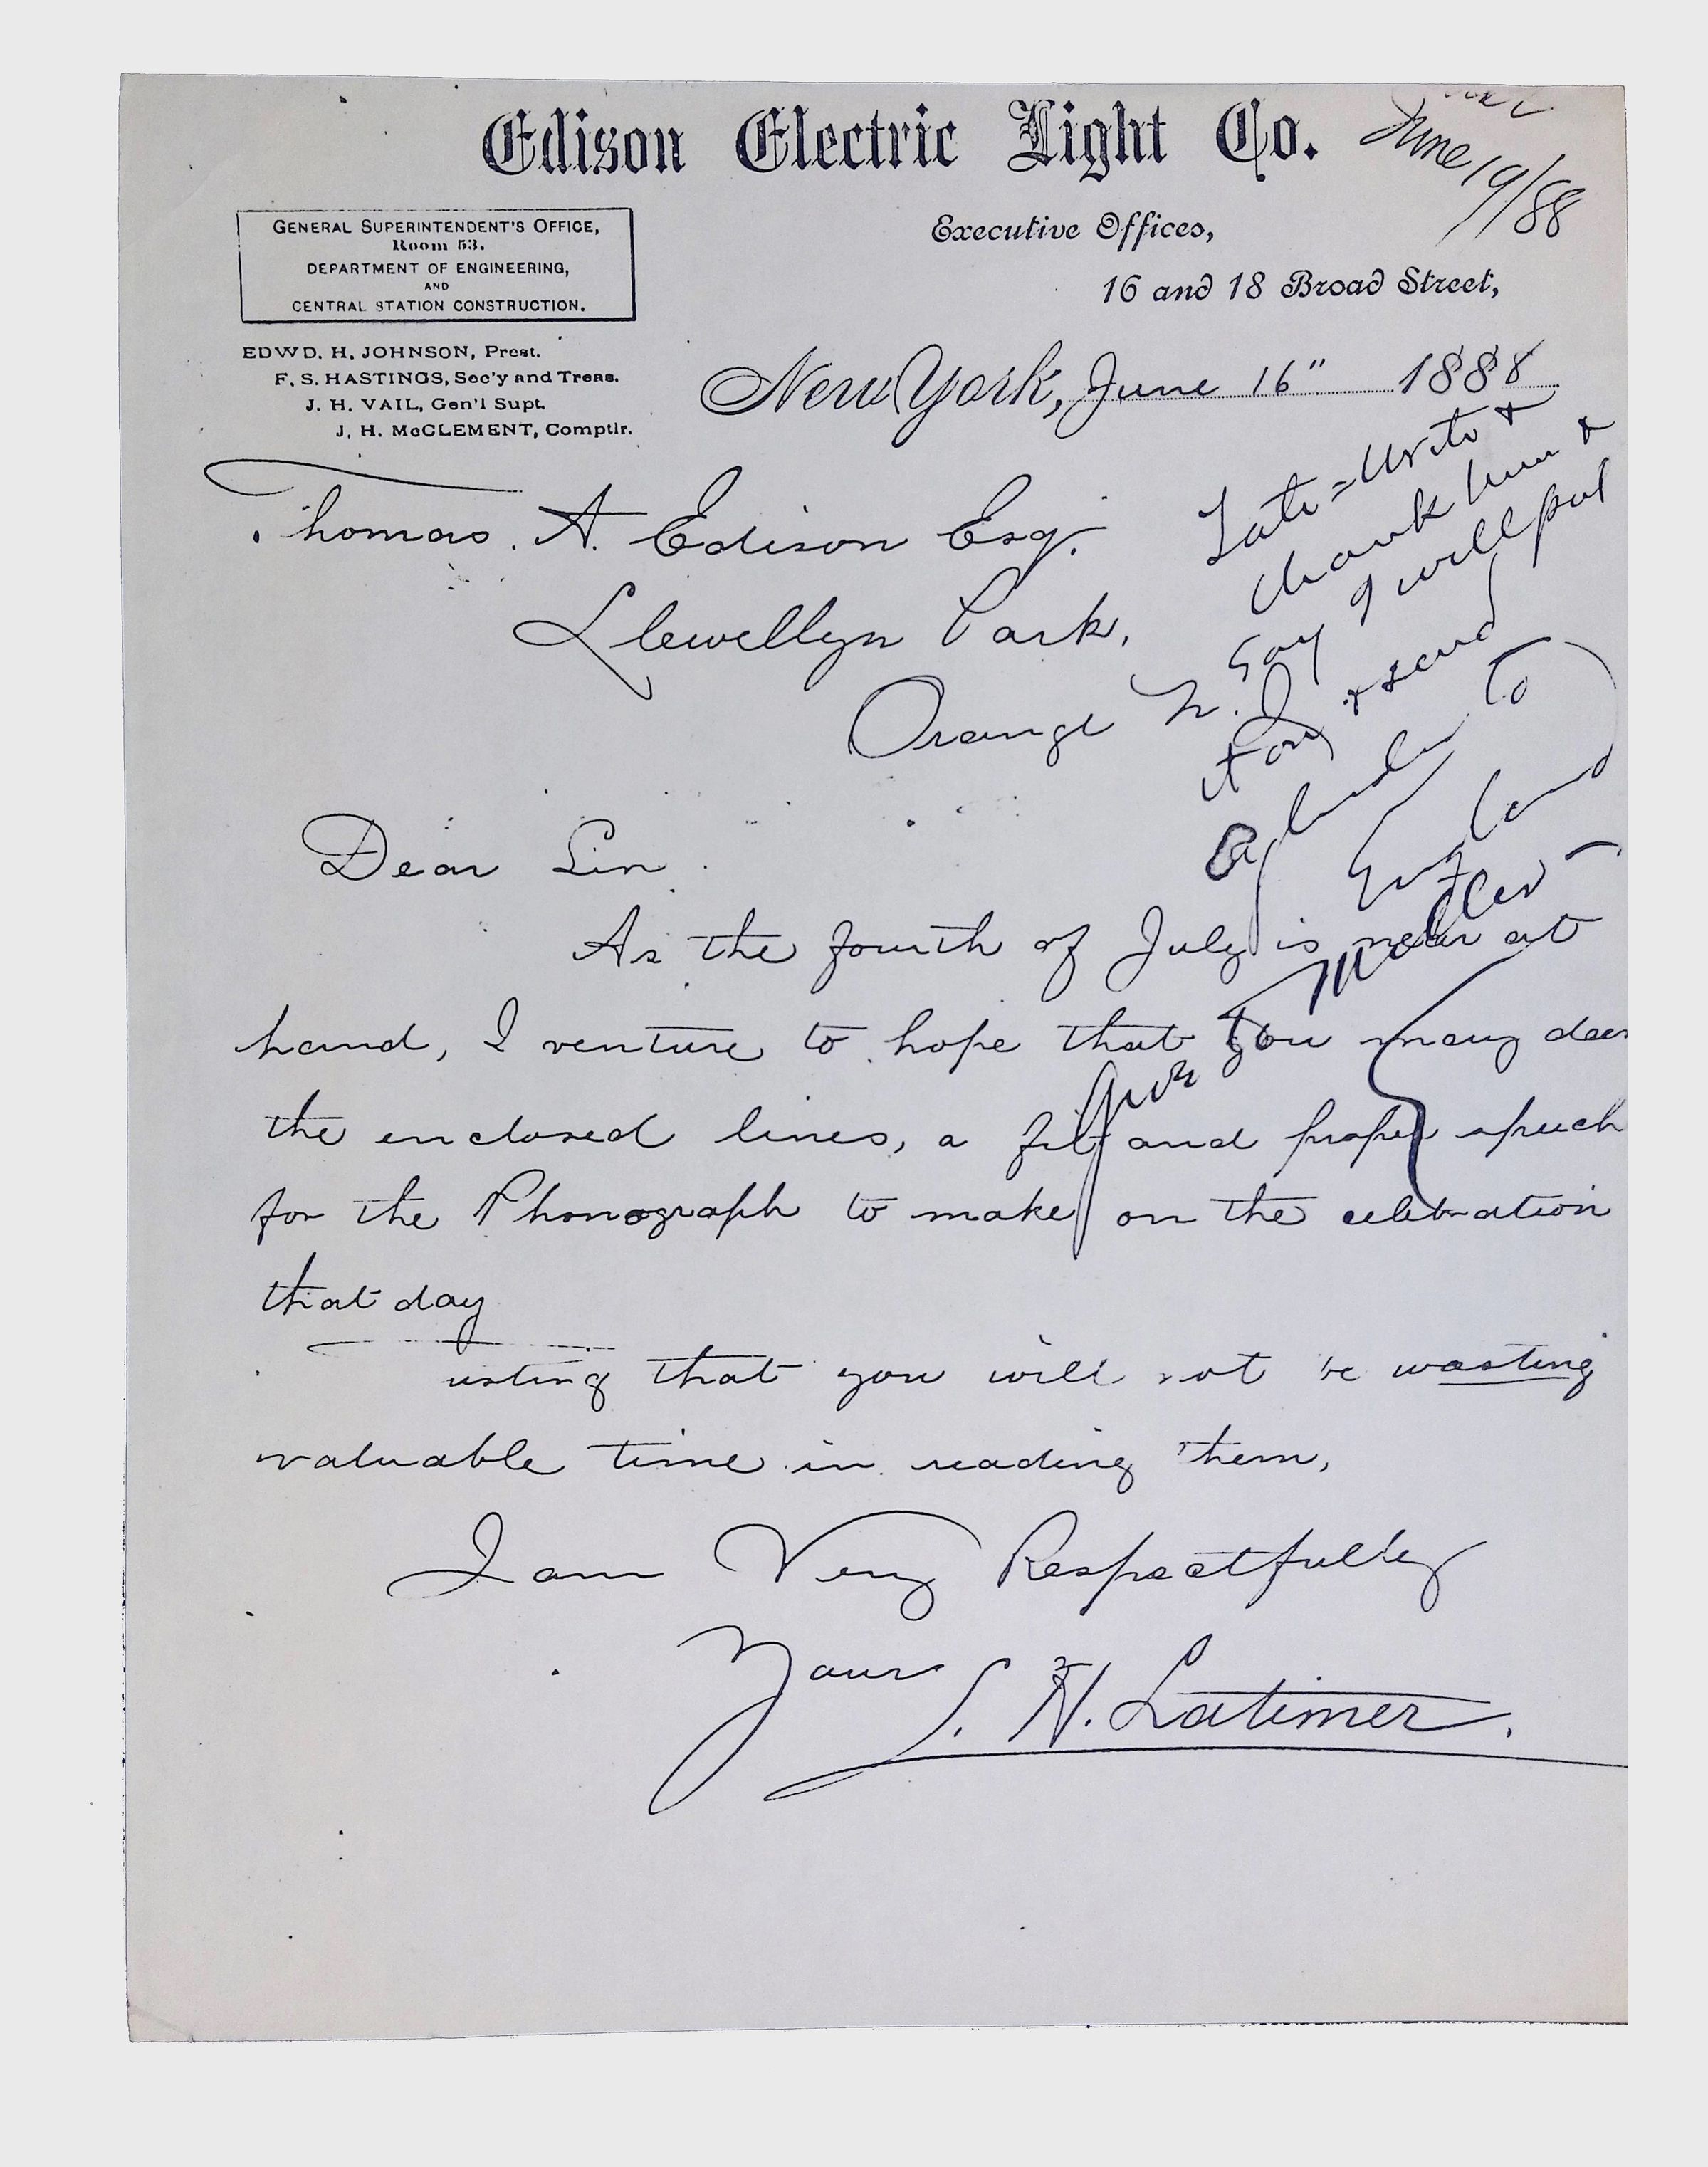 Edison Electric Light Co.
June 19/88
GENERAL SUPERINTENDENT'S OFFICE,
Room 53.
DEPARTMENT OF ENGINEERING,
AND
CENTRAL STATION CONSTRUCTION.
Executive Offices,
16 and 18 Broad Street,
EDWD. H. JOHNSON, Prest.
F. S. HASTINGS, Sec'y and Treas.
J. H. VAIL, Gen'l Supt.
J. H. McCLEMENT, Comptlr.
New York, June 16" 1888
Thomas. A. Edison Esq.
Llewellyn Park,
Orange N. J.
Tate = Write &
thank him &
say I will put
it on & send
cylinder to
England
Dear Sir.
As the fourth of July is near at
hand, I venture to hope that you may deem
the enclosed lines, a fit and proper speech
for the Phonograph to make on the celebration
that day
Trusting that you will not be wasting
valuable time in reading them,
I am Very Respectfully
Yours L. H. Latimer.